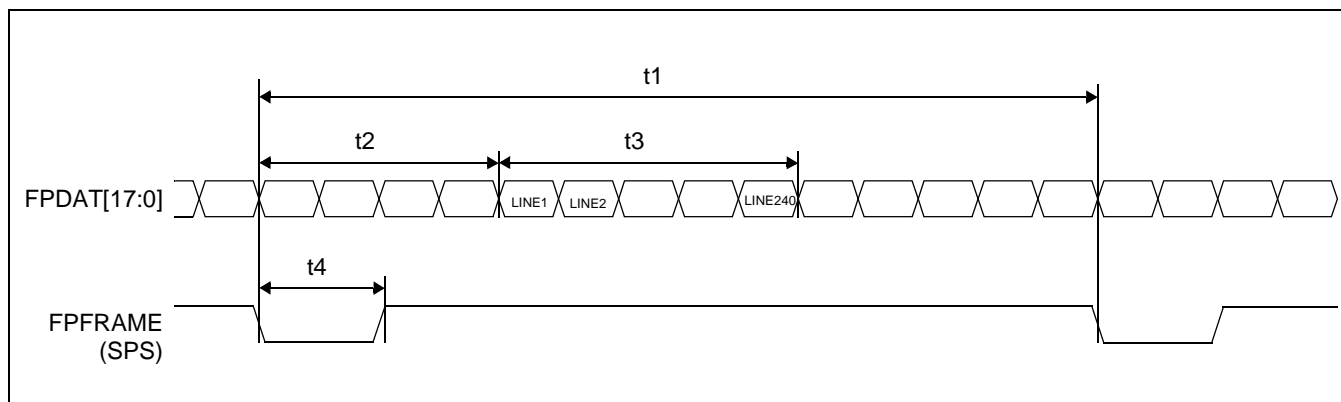 t1
t2
t3
FPDAT[17:0]
LINE1
LINE2
LINE240
t4
FPFRAME
(SPS)